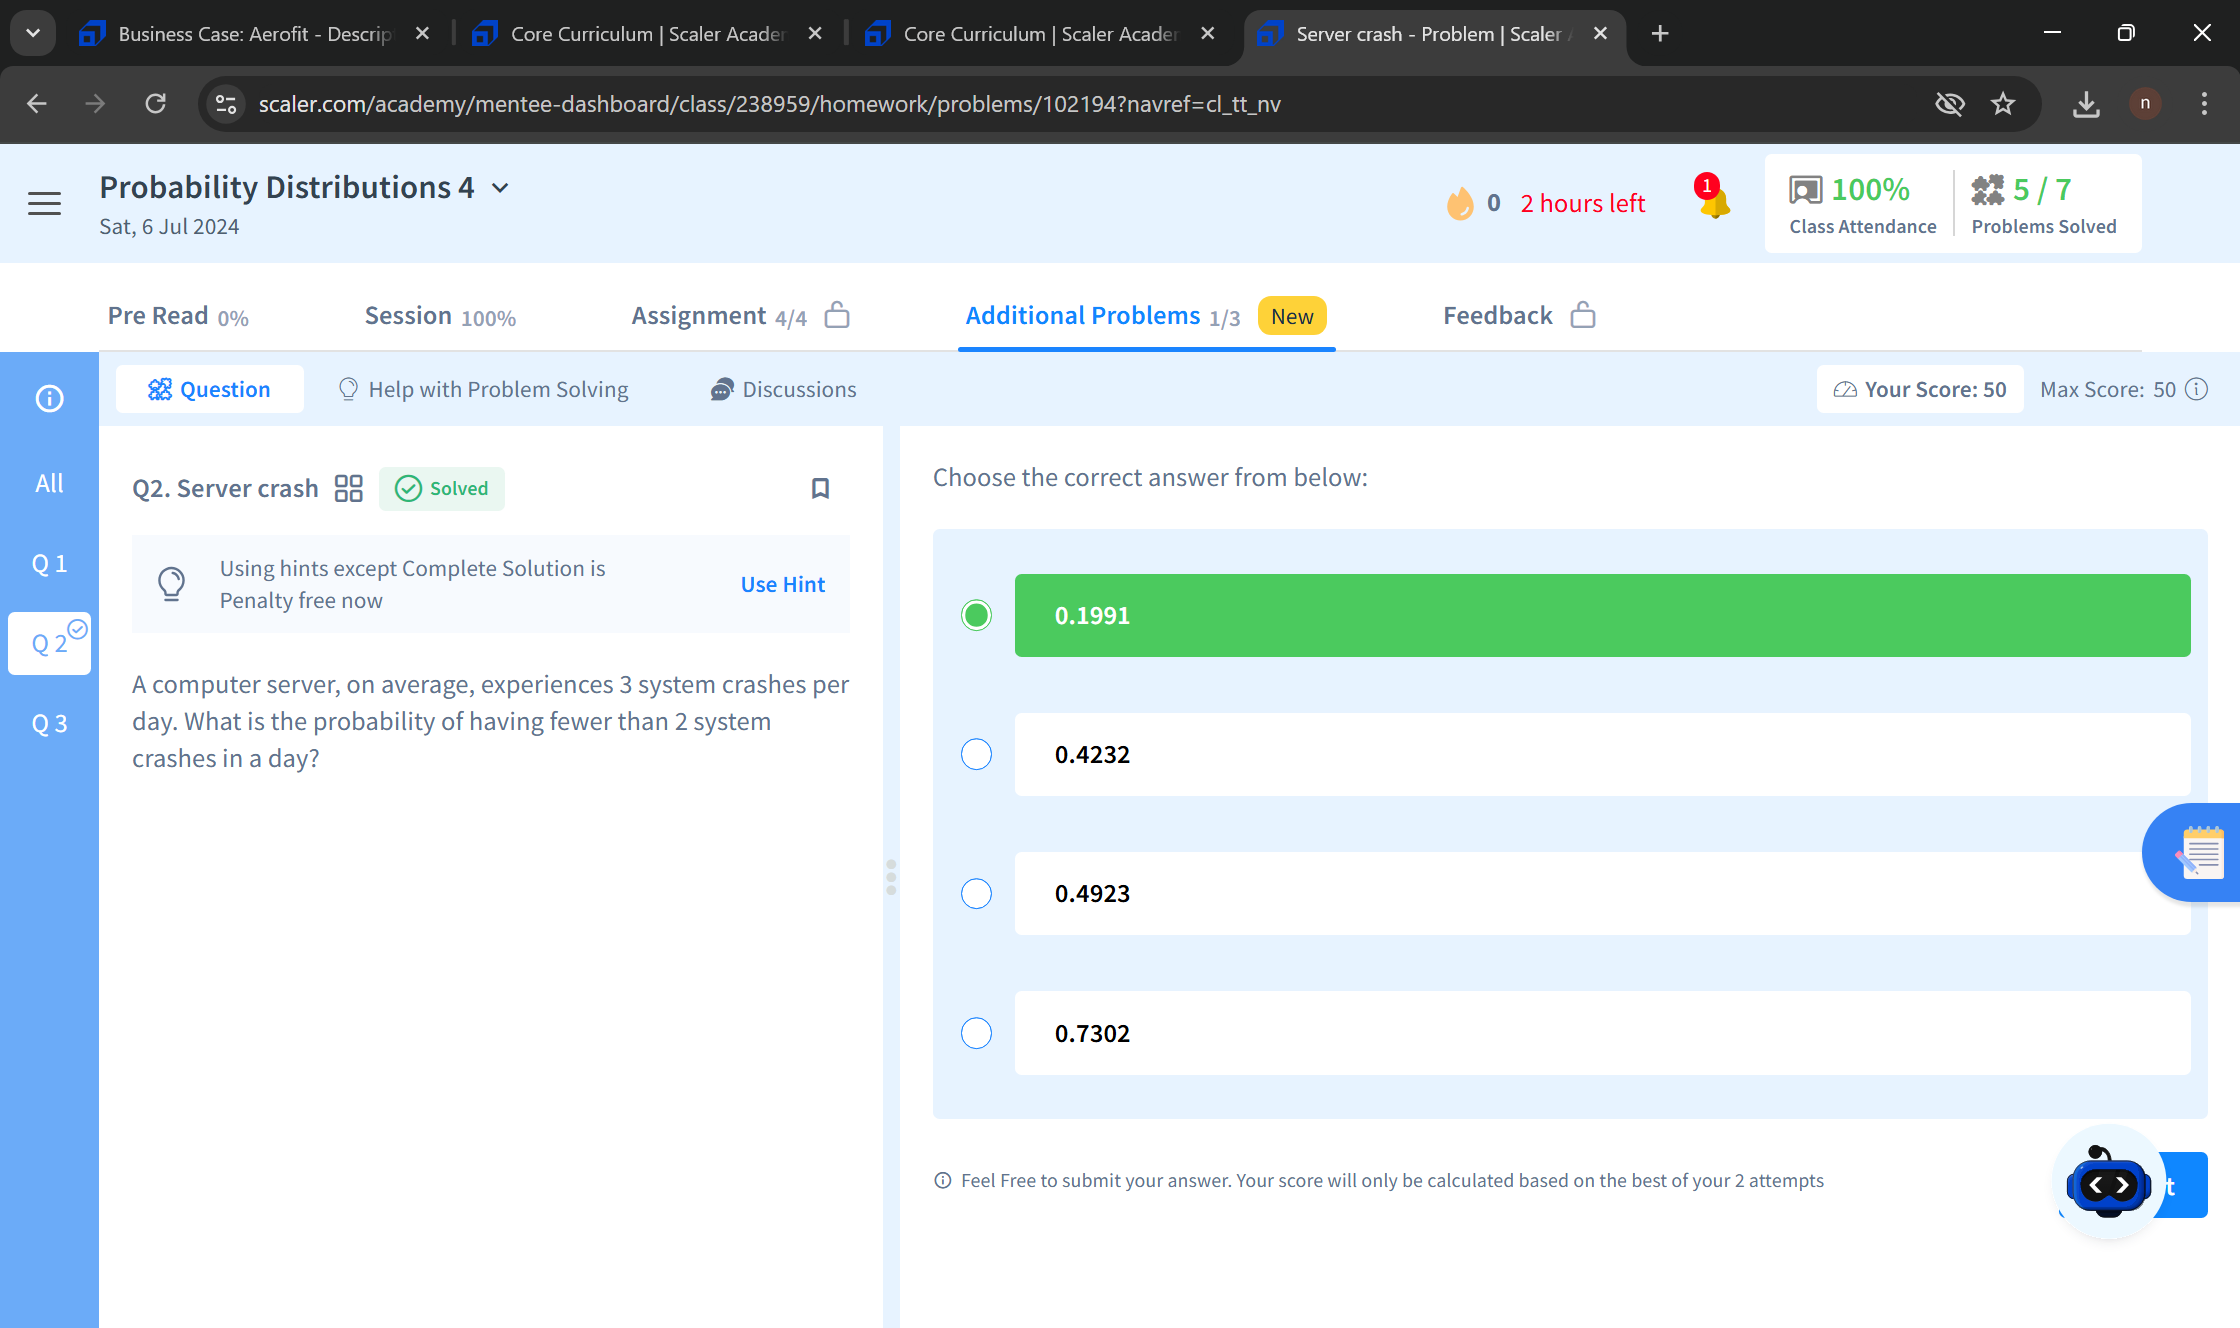 Business Case: Aerofit - Descrip
Core Curriculum | Scaler Acader
Core Curriculum | Scaler Acader
Server crash - Problem | Scaler
scaler.com/academy/mentee-dashboard/class/238959/homework/problems/102194?navref=cl_tt_nv
n
Probability Distributions 4
Sat, 6 Jul 2024
0
2 hours left
1
100%
Class Attendance
5 / 7
Problems Solved
Pre Read 0%
Session 100%
Assignment 4/4
Additional Problems 1/3
New
Feedback
Question
Help with Problem Solving
Discussions
Your Score: 50
Max Score: 50
All
Q 1
Q 2
Q 3
Q2. Server crash
Solved
Using hints except Complete Solution is
Penalty free now
Use Hint
A computer server, on average, experiences 3 system crashes per
day. What is the probability of having fewer than 2 system
crashes in a day?
Choose the correct answer from below:
0.1991
0.4232
0.4923
0.7302
Feel Free to submit your answer. Your score will only be calculated based on the best of your 2 attempts